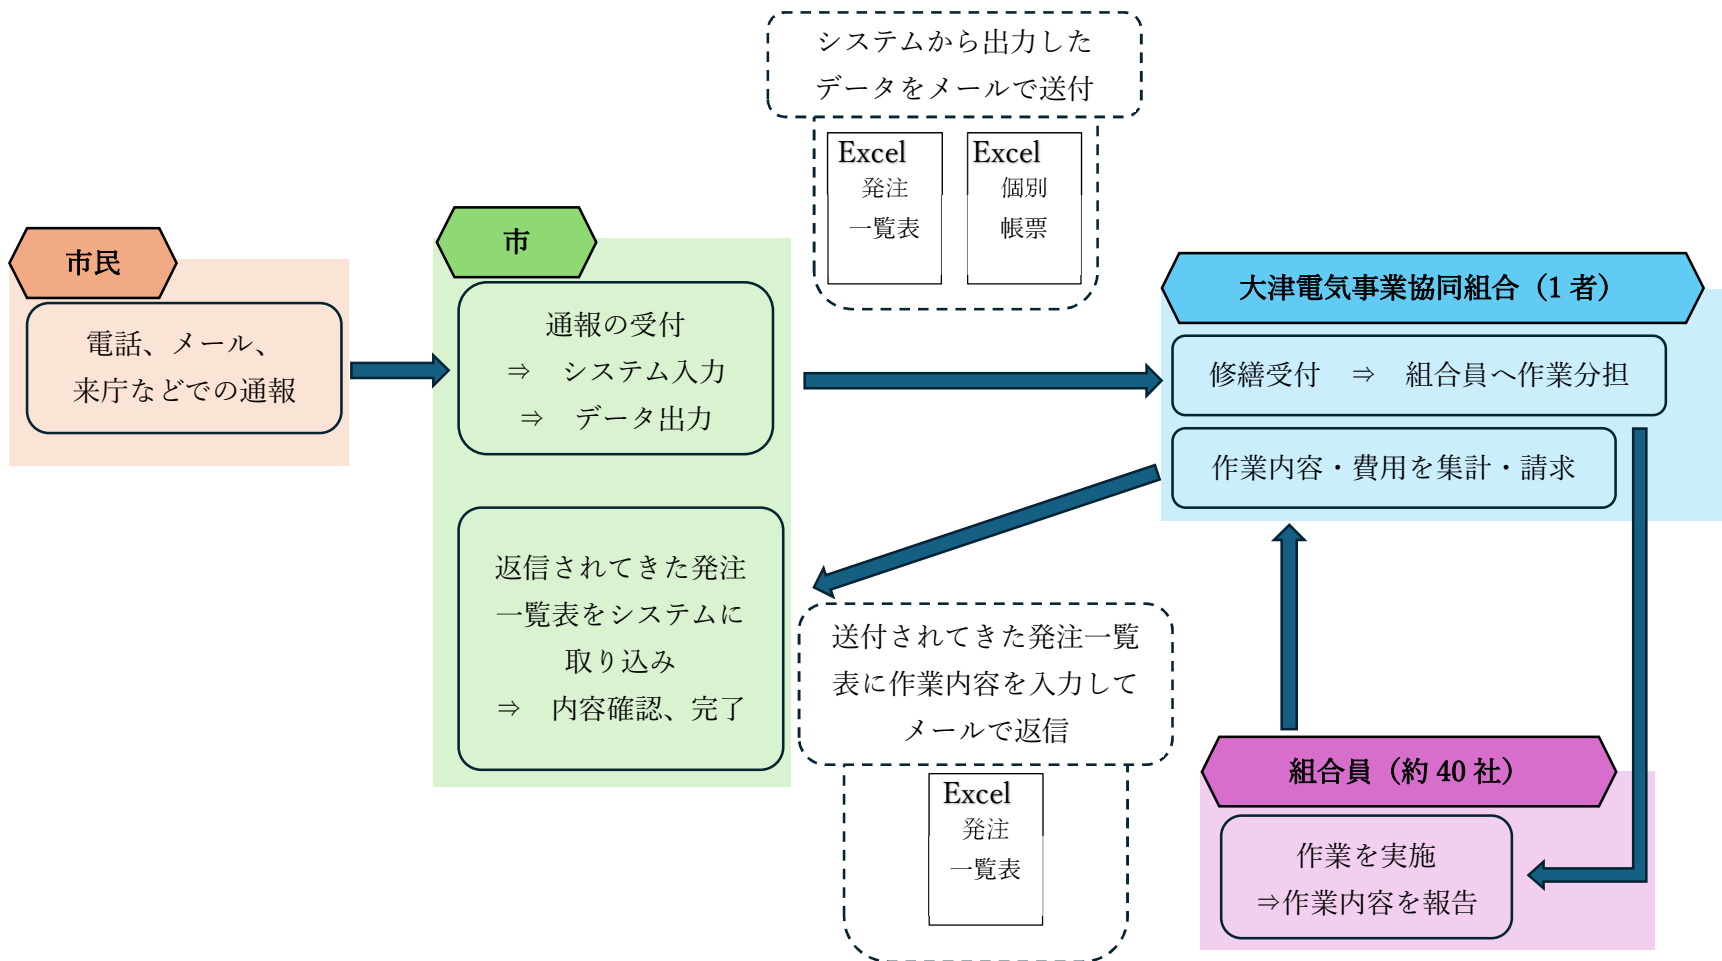 システムから出力した
データをメールで送付
Excel
発注
一覧表
Excel
個別
帳票
市民
電話、メール、
来庁などでの通報
市
通報の受付
⇒　システム入力
⇒　データ出力
返信されてきた発注
一覧表をシステムに
取り込み
⇒　内容確認、完了
大津電気事業協同組合（1 者）
修繕受付　⇒　組合員へ作業分担
作業内容・費用を集計・請求
送付されてきた発注一覧
表に作業内容を入力して
メールで返信
Excel
発注
一覧表
組合員（約 40 社）
作業を実施
⇒作業内容を報告